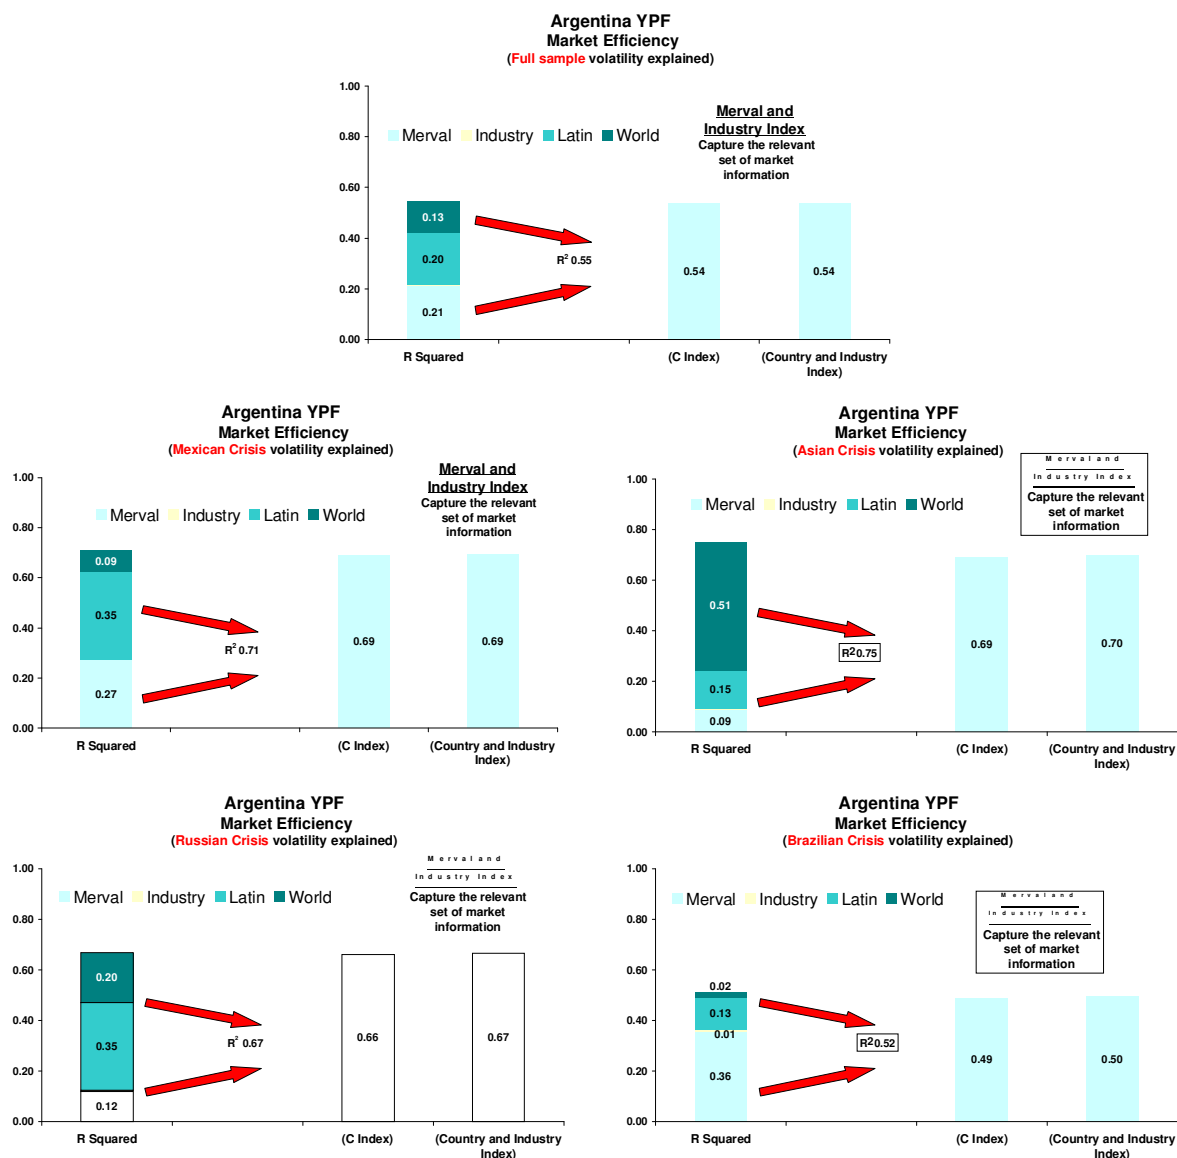 Argentina YPF
Market Efficiency
(Full sample volatility explained)
Merval and
Industry Index
Capture the relevant
set of market
information
Merval Industry Latin World
1.00
0.80
0.60
0.40
0.20
0.00
0.13
0.20
0.21
R² 0.55
0.54
0.54
R Squared
(C Index)
(Country and Industry
Index)
Argentina YPF
Market Efficiency
(Mexican Crisis volatility explained)
Merval and
Industry Index
Capture the relevant
set of market
information
Merval Industry Latin World
1.00
0.80
0.60
0.40
0.20
0.00
0.09
0.35
0.27
R² 0.71
0.69
0.69
R Squared
(C Index)
(Country and Industry
Index)
Argentina YPF
Market Efficiency
(Asian Crisis volatility explained)
Merval and
Industry Index
Capture the relevant
set of market
information
Merval Industry Latin World
1.00
0.80
0.60
0.40
0.20
0.00
0.51
0.15
0.09
R2 0.75
0.69
0.70
R Squared
(C Index)
(Country and Industry
Index)
Argentina YPF
Market Efficiency
(Russian Crisis volatility explained)
Merval and
Industry Index
Capture the relevant
set of market
information
Merval Industry Latin World
1.00
0.80
0.60
0.40
0.20
0.00
0.20
0.35
0.12
R² 0.67
0.66
0.67
R Squared
(C Index)
(Country and Industry
Index)
Argentina YPF
Market Efficiency
(Brazilian Crisis volatility explained)
Merval and
Industry Index
Capture the relevant
set of market
information
Merval Industry Latin World
1.00
0.80
0.60
0.40
0.20
0.00
0.02
0.13
0.01
0.36
R2 0.52
0.49
0.50
R Squared
(C Index)
(Country and Industry
Index)